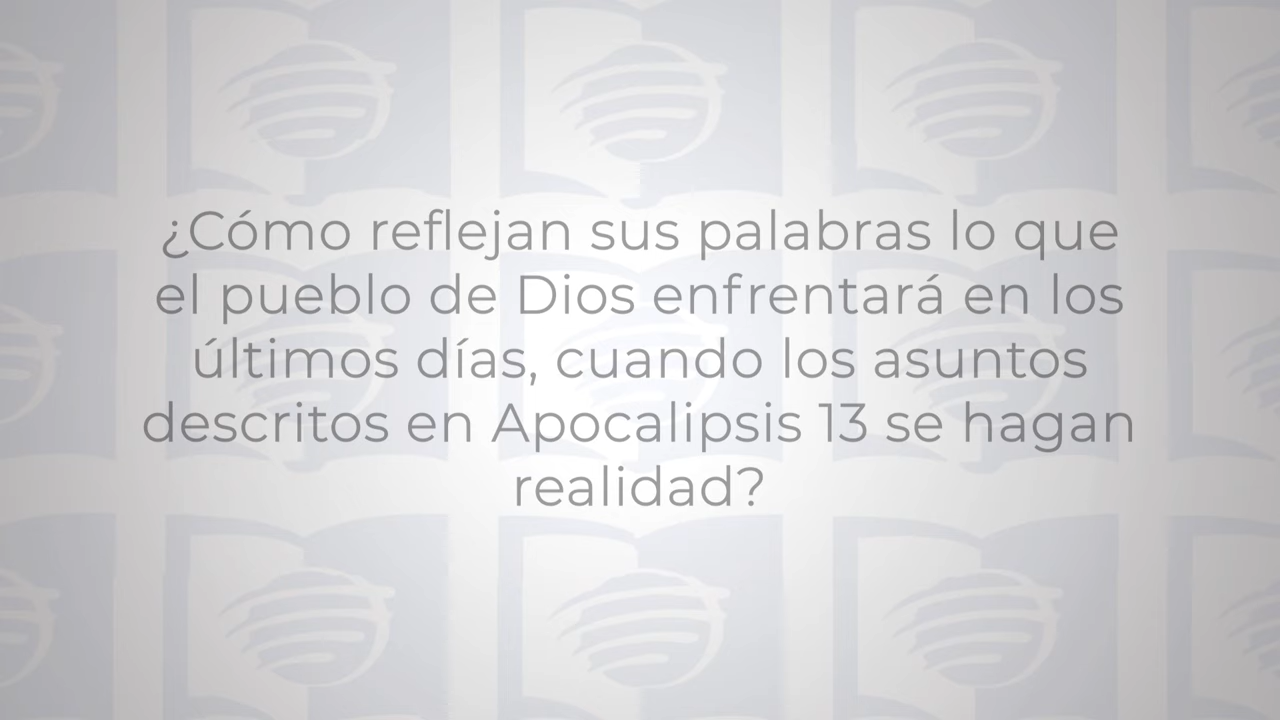 ¿Cómo reflejan sus palabras lo que
el pueblo de Dios enfrentará en los
últimos días, cuando los asuntos
descritos en Apocalipsis 13 se hagan
realidad?